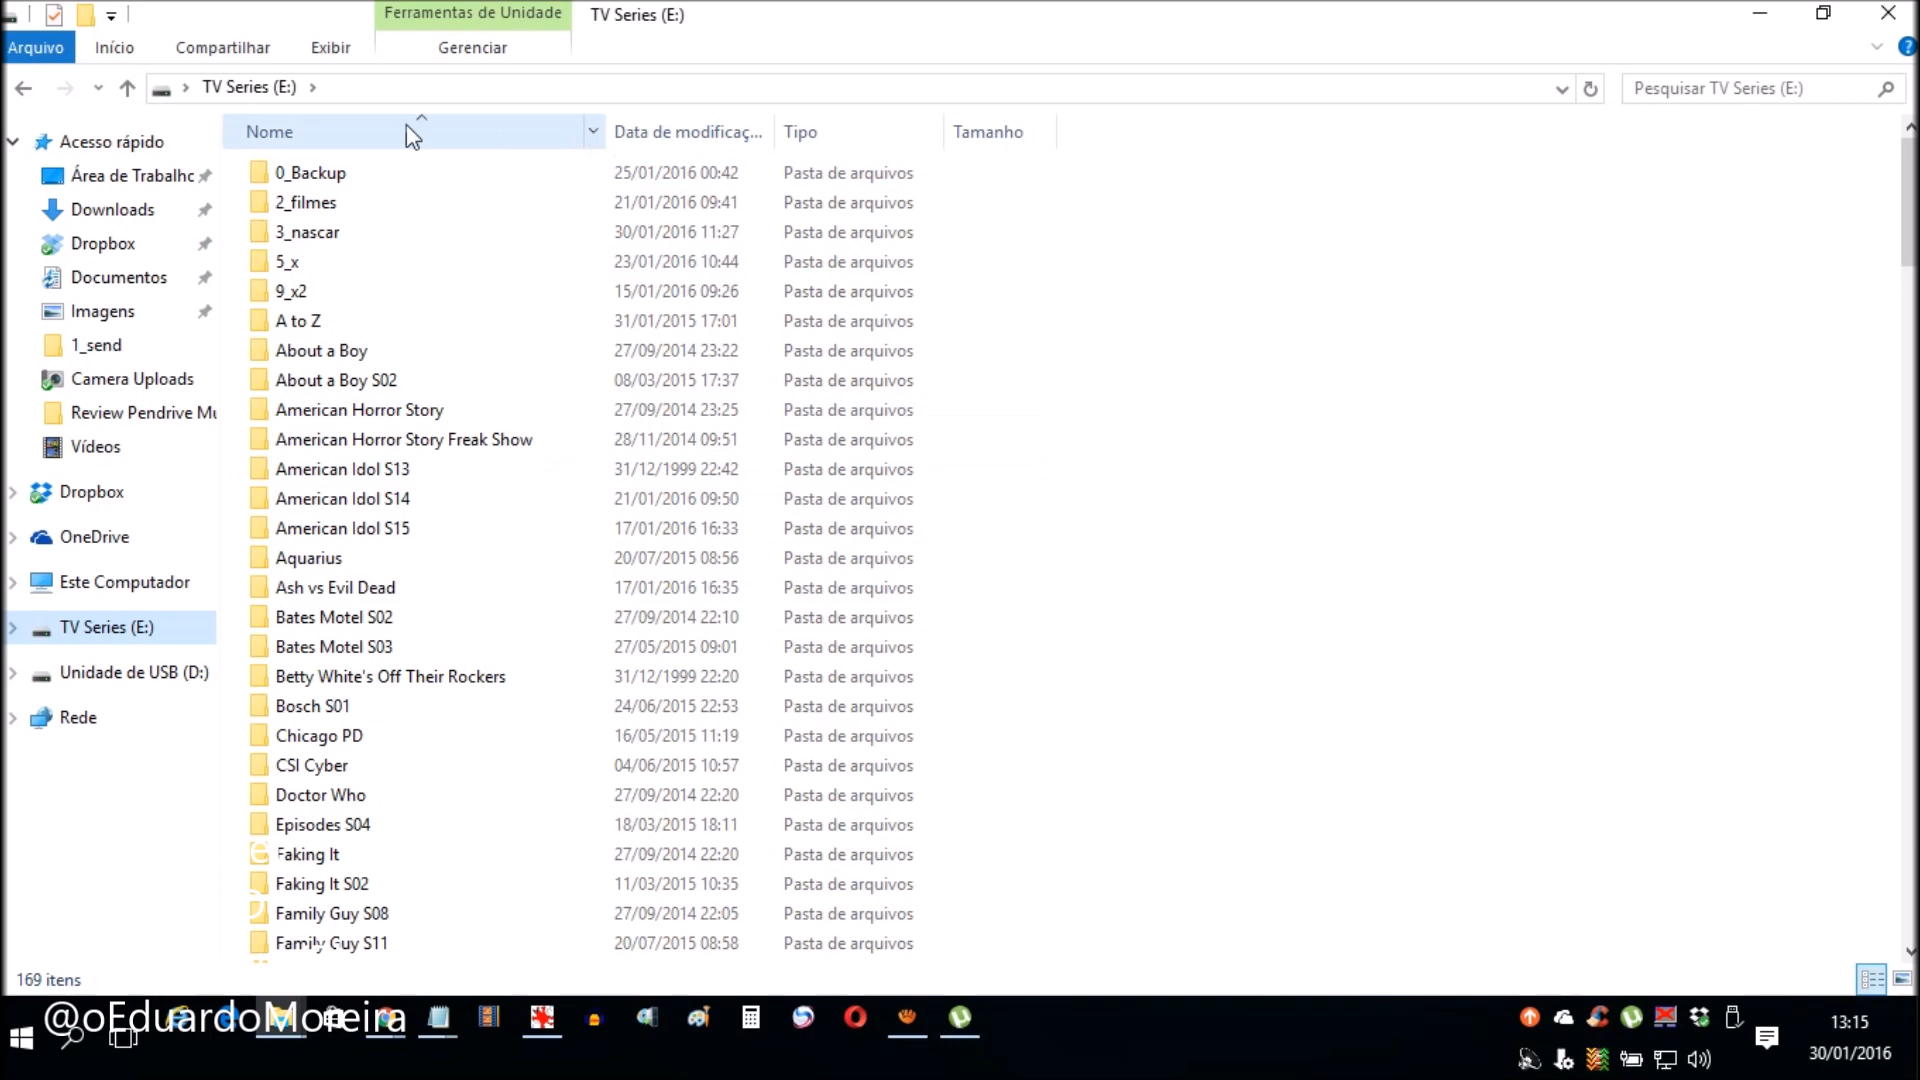 Ferramentas de Unidade
TV Series (E:)
Arquivo
Início
Compartilhar
Exibir
Gerenciar
TV Series (E:)
Pesquisar TV Series (E:)
Nome
Data de modificaç...
Tipo
Tamanho
Acesso rápido
Área de Trabalhc
Downloads
Dropbox
Documentos
Imagens
1_send
Camera Uploads
Review Pendrive Mu
Vídeos
Dropbox
OneDrive
Este Computador
TV Series (E:)
Unidade de USB (D:)
Rede
0_Backup 25/01/2016 00:42 Pasta de arquivos
2_filmes 21/01/2016 09:41 Pasta de arquivos
3_nascar 30/01/2016 11:27 Pasta de arquivos
5_x 23/01/2016 10:44 Pasta de arquivos
9_x2 15/01/2016 09:26 Pasta de arquivos
A to Z 31/01/2015 17:01 Pasta de arquivos
About a Boy 27/09/2014 23:22 Pasta de arquivos
About a Boy S02 08/03/2015 17:37 Pasta de arquivos
American Horror Story 27/09/2014 23:25 Pasta de arquivos
American Horror Story Freak Show 28/11/2014 09:51 Pasta de arquivos
American Idol S13 31/12/1999 22:42 Pasta de arquivos
American Idol S14 21/01/2016 09:50 Pasta de arquivos
American Idol S15 17/01/2016 16:33 Pasta de arquivos
Aquarius 20/07/2015 08:56 Pasta de arquivos
Ash vs Evil Dead 17/01/2016 16:35 Pasta de arquivos
Bates Motel S02 27/09/2014 22:10 Pasta de arquivos
Bates Motel S03 27/05/2015 09:01 Pasta de arquivos
Betty White's Off Their Rockers 31/12/1999 22:20 Pasta de arquivos
Bosch S01 24/06/2015 22:53 Pasta de arquivos
Chicago PD 16/05/2015 11:19 Pasta de arquivos
CSI Cyber 04/06/2015 10:57 Pasta de arquivos
Doctor Who 27/09/2014 22:20 Pasta de arquivos
Episodes S04 18/03/2015 18:11 Pasta de arquivos
Faking It 27/09/2014 22:20 Pasta de arquivos
Faking It S02 11/03/2015 10:35 Pasta de arquivos
Family Guy S08 27/09/2014 22:05 Pasta de arquivos
Family Guy S11 20/07/2015 08:58 Pasta de arquivos
169 itens
@oEduardoMoreira
13:15
30/01/2016